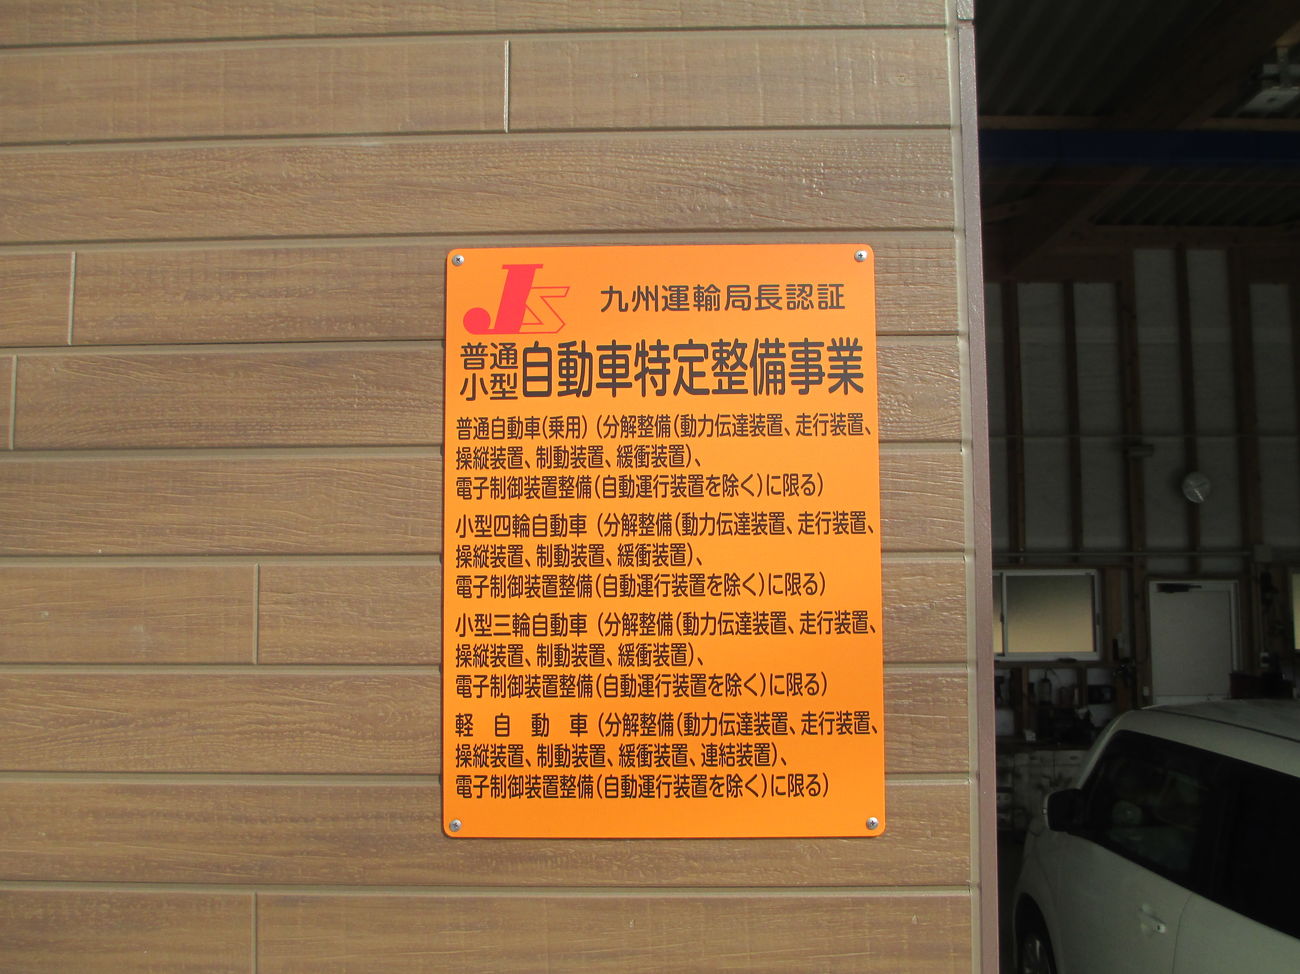 JS
九州運輸局長認証
普通
小型
自動車特定整備事業
普通自動車(乗用) (分解整備(動力伝達装置、走行装置、
操縦装置、制動装置、緩衝装置)、
電子制御装置整備(自動運行装置を除く)に限る)
小型四輪自動車 (分解整備(動力伝達装置、走行装置、
操縦装置、制動装置、緩衝装置)、
電子制御装置整備(自動運行装置を除く)に限る)
小型三輪自動車 (分解整備(動力伝達装置、走行装置、
操縦装置、制動装置、緩衝装置)、
電子制御装置整備(自動運行装置を除く)に限る)
軽 自 動 車 (分解整備(動力伝達装置、走行装置、
操縦装置、制動装置、緩衝装置、連結装置)、
電子制御装置整備(自動運行装置を除く)に限る)